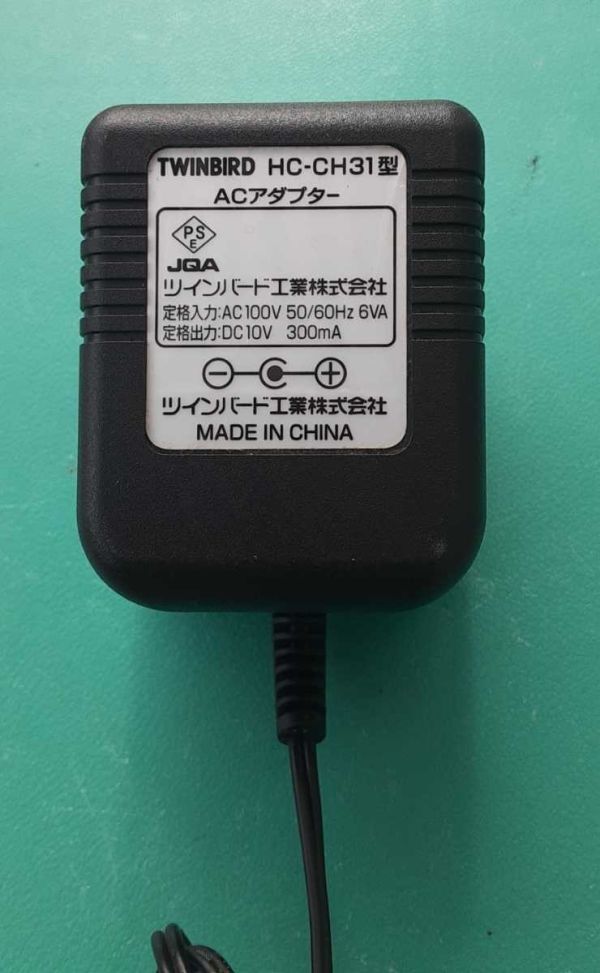 TWINBIRD HC-CH31型
ACアダプター
PS
E
JQA
ツインバード工業株式会社
定格入力:AC100V 50/60Hz 6VA
定格出力:DC10V 300mA
ツインバード工業株式会社
MADE IN CHINA